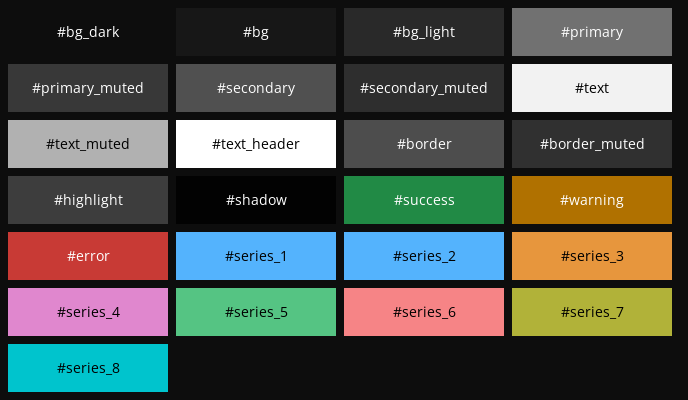 #bg_dark
#bg
#bg_light
#primary
#primary_muted
#secondary
#secondary_muted
#text
#text_muted
#text_header
#border
#border_muted
#highlight
#shadow
#success
#warning
#error
#series_1
#series_2
#series_3
#series_4
#series_5
#series_6
#series_7
#series_8